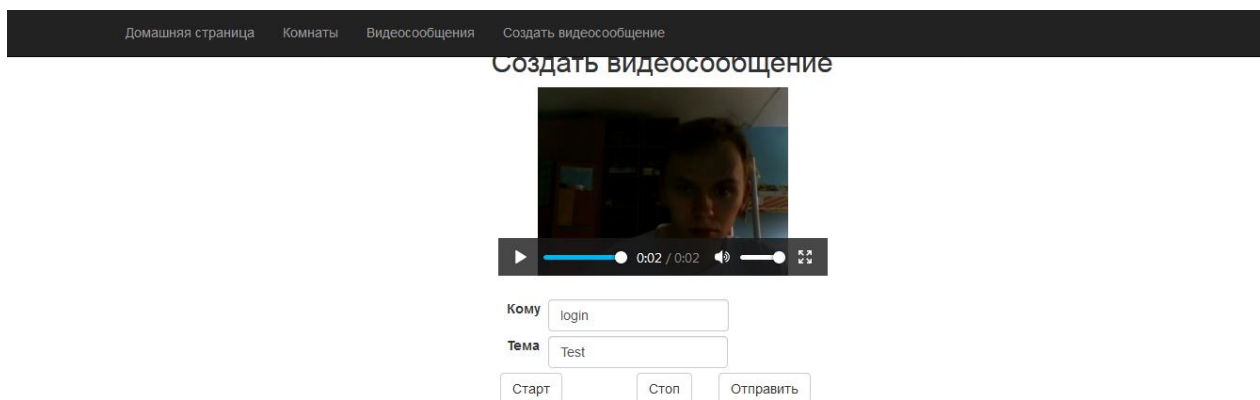 Домашняя страница Комнаты Видеосообщения Создать видеосообщение
Создать видеосообщение
0:02 / 0:02
Кому login
Тема Test
Старт Стоп Отправить